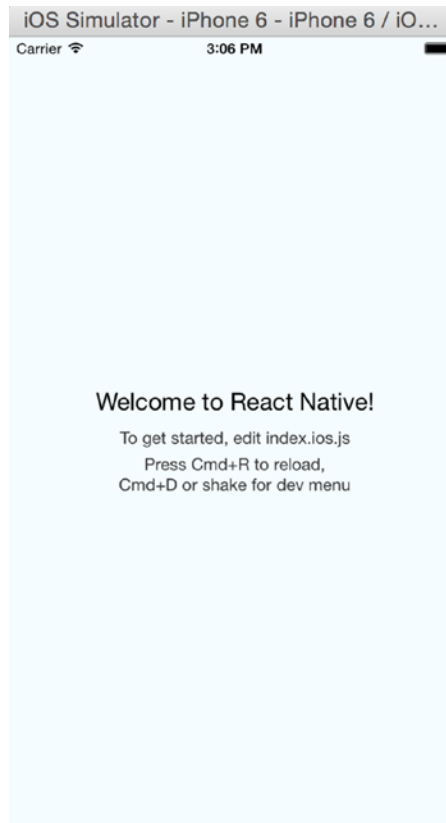 iOS Simulator - iPhone 6 - iPhone 6 / iO...
Carrier 3:06 PM
Welcome to React Native!
To get started, edit index.ios.js
Press Cmd+R to reload,
Cmd+D or shake for dev menu